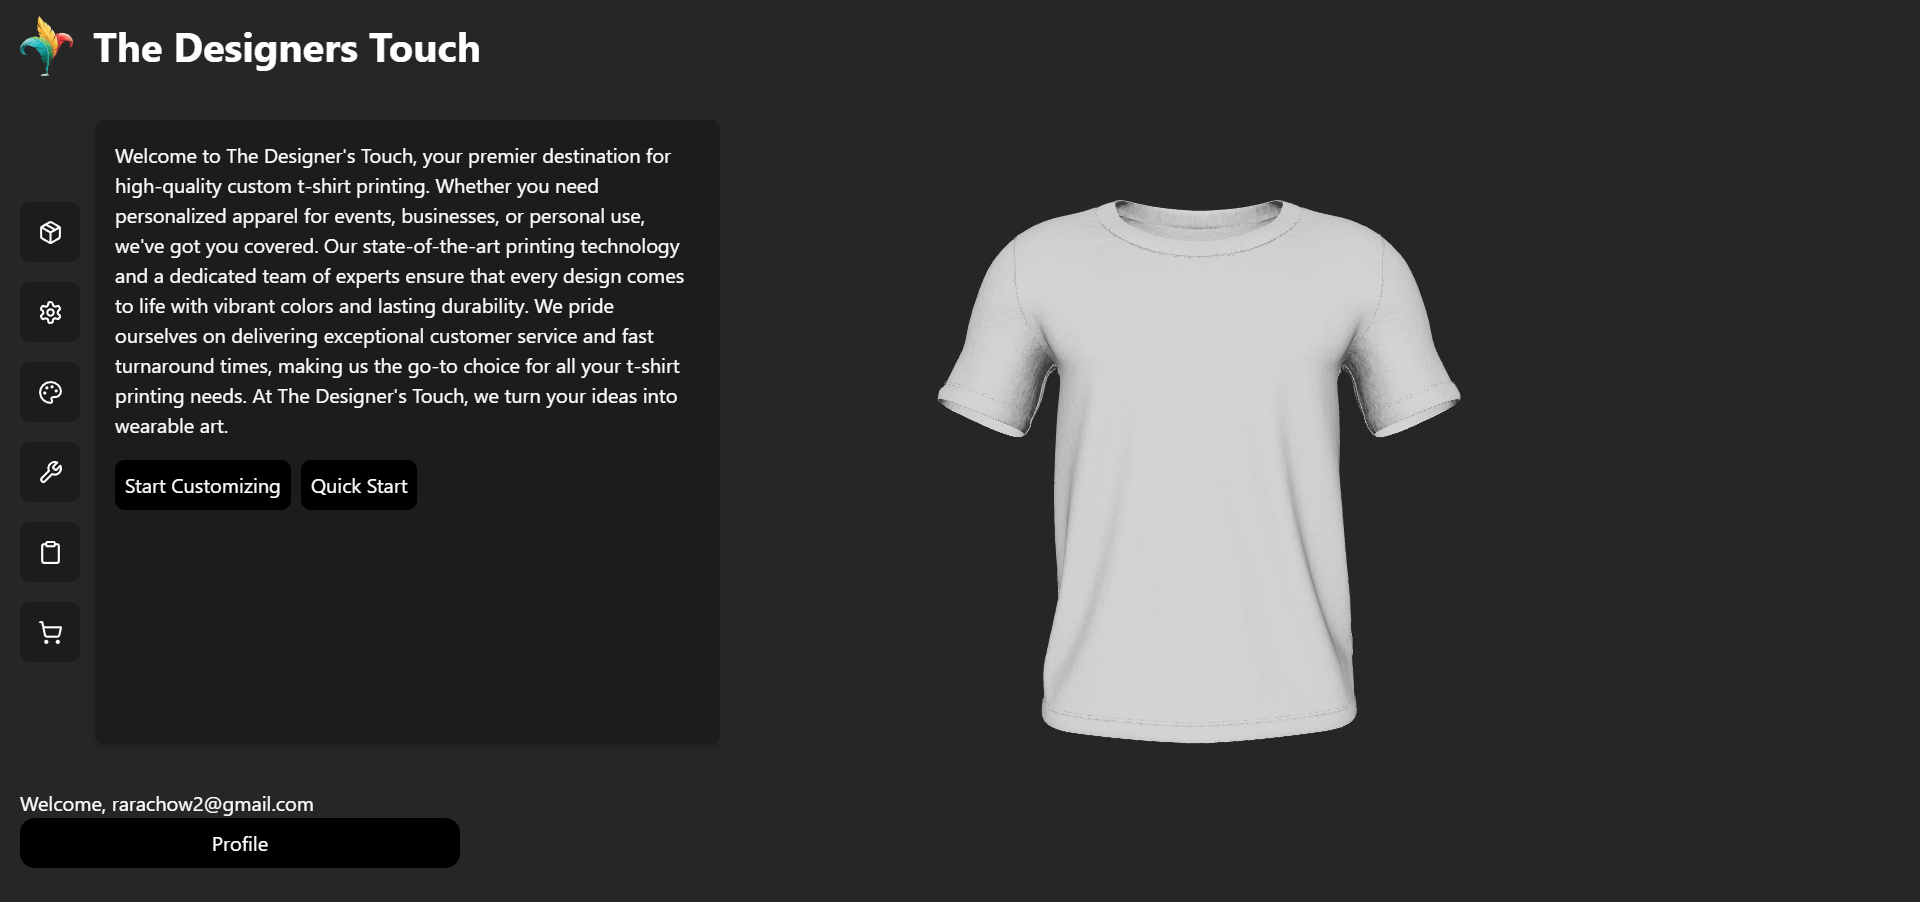 The Designers Touch
Welcome to The Designer's Touch, your premier destination for
high-quality custom t-shirt printing. Whether you need
personalized apparel for events, businesses, or personal use,
we've got you covered. Our state-of-the-art printing technology
and a dedicated team of experts ensure that every design comes
to life with vibrant colors and lasting durability. We pride
ourselves on delivering exceptional customer service and fast
turnaround times, making us the go-to choice for all your t-shirt
printing needs. At The Designer's Touch, we turn your ideas into
wearable art.
Start Customizing Quick Start
Welcome, rarachow2@gmail.com
Profile